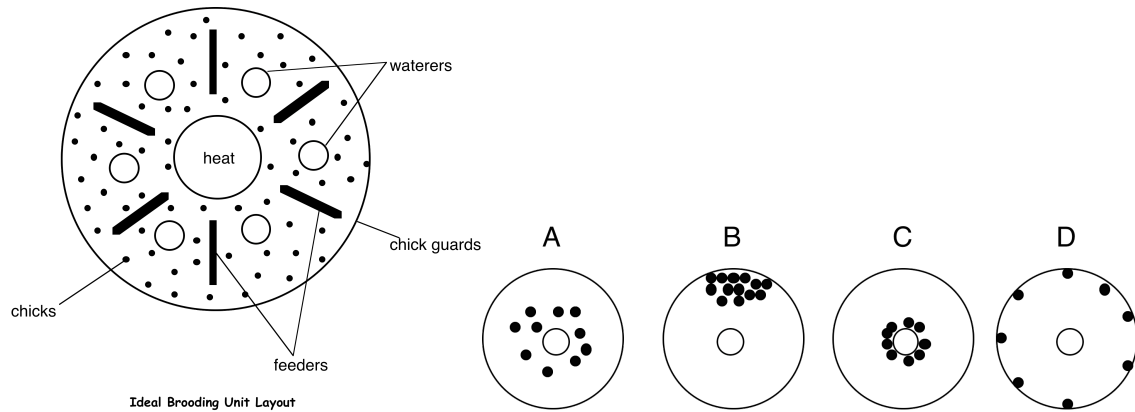 waterers
heat
chick guards
chicks
feeders
Ideal Brooding Unit Layout
A
B
C
D